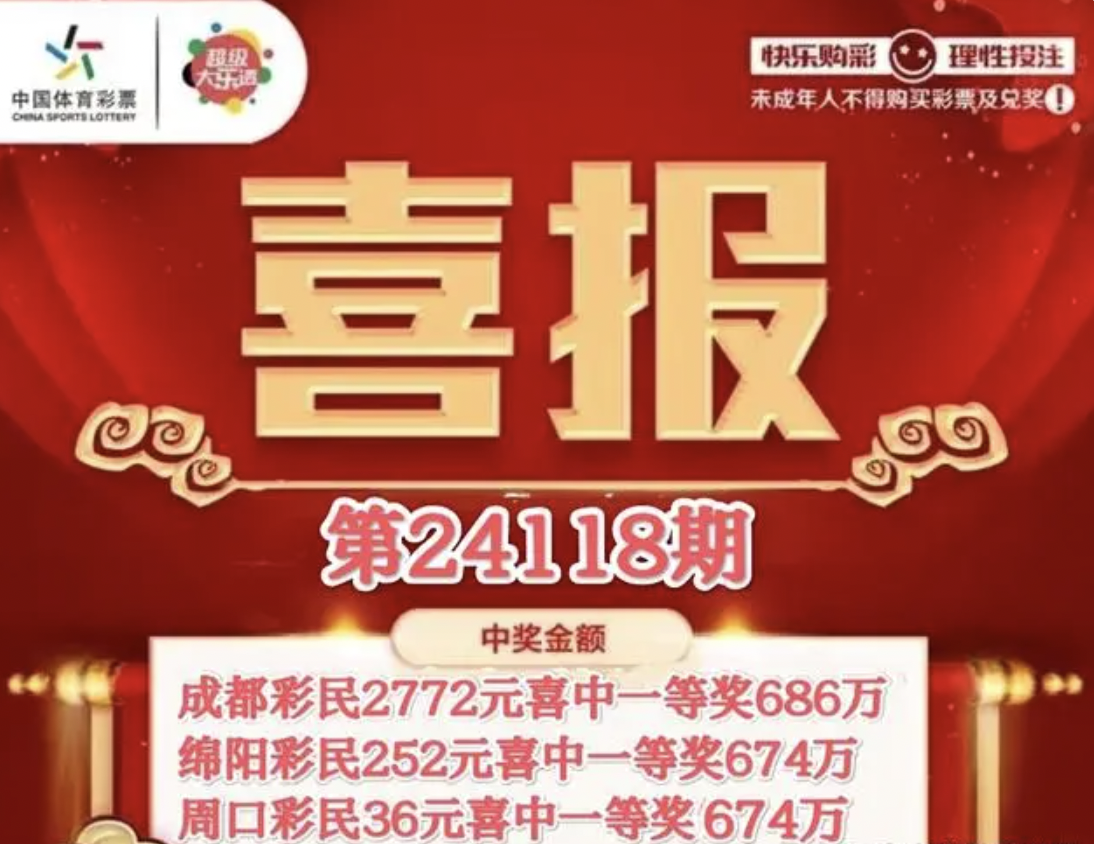 中国体育彩票
CHINA SPORTS LOTTERY
超级
大乐透
快乐购彩 理性投注
未成年人不得购买彩票及兑奖!
喜报
第24118期
中奖金额
成都彩民2772元喜中一等奖686万
绵阳彩民252元喜中一等奖674万
周口彩民36元喜中一等奖674万